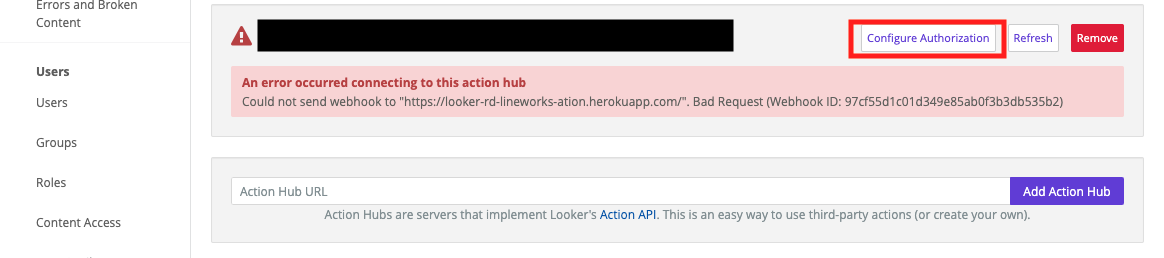 Errors and Broken
Content
Users
Users
Groups
Roles
Content Access
Configure Authorization
Refresh
Remove
An error occurred connecting to this action hub
Could not send webhook to "https://looker-rd-lineworks-ation.herokuapp.com/". Bad Request (Webhook ID: 97cf55d1c01d349e85ab0f3b3db535b2)
Action Hub URL
Add Action Hub
Action Hubs are servers that implement Looker's Action API. This is an easy way to use third-party actions (or create your own).